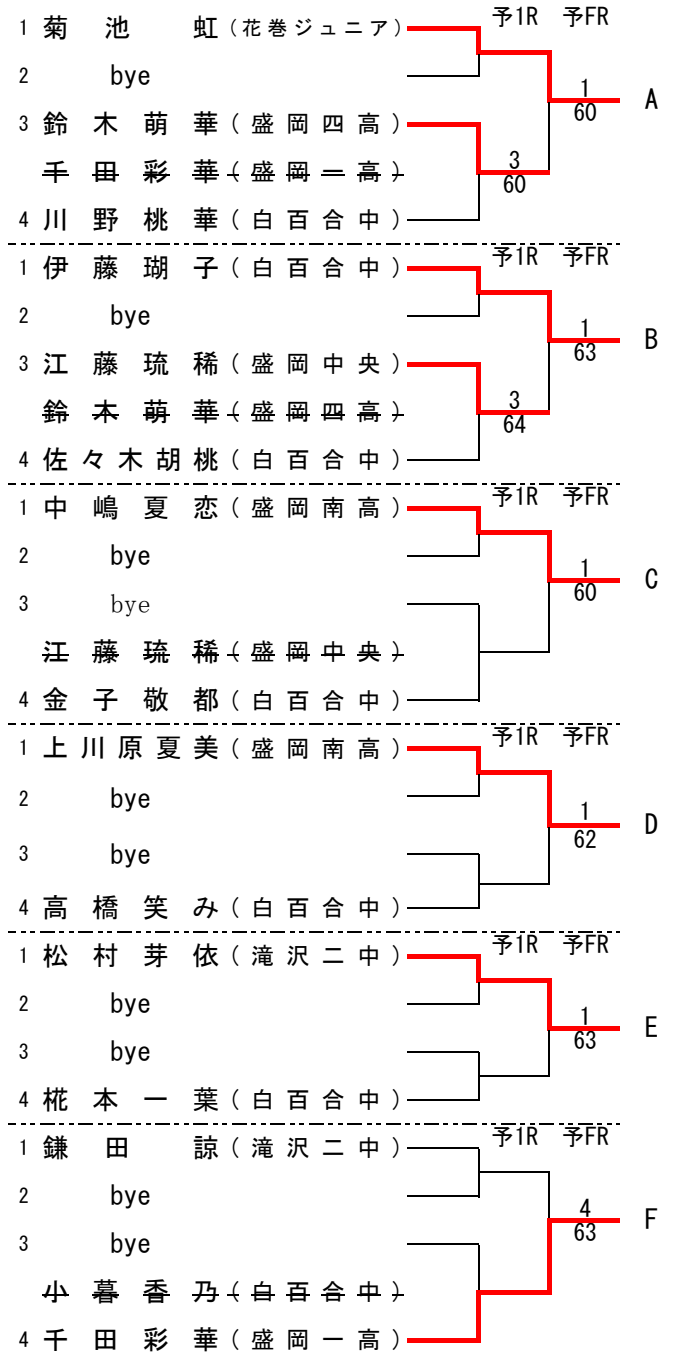 予1R 予FR
1 菊池 虹(花巻ジュニア)
2 bye
1
60
A
3 鈴木萌華(盛岡四高)
千田彩華(盛岡一高)
3
60
4 川野桃華(白百合中)
予1R 予FR
1 伊藤瑚子(白百合中)
2 bye
1
63
B
3 江藤琉稀(盛岡中央)
鈴木萌華(盛岡四高)
3
64
4 佐々木胡桃(白百合中)
予1R 予FR
1 中嶋夏恋(盛岡南高)
2 bye
1
60
C
3 bye
江藤琉稀(盛岡中央)
4 金子敬都(白百合中)
予1R 予FR
1 上川原夏美(盛岡南高)
2 bye
1
62
D
3 bye
4 高橋笑み(白百合中)
予1R 予FR
1 松村芽依(滝沢二中)
2 bye
1
63
E
3 bye
4 椛本一葉(白百合中)
予1R 予FR
1 鎌田 諒(滝沢二中)
2 bye
4
63
F
3 bye
小暮香乃(白百合中)
4 千田彩華(盛岡一高)